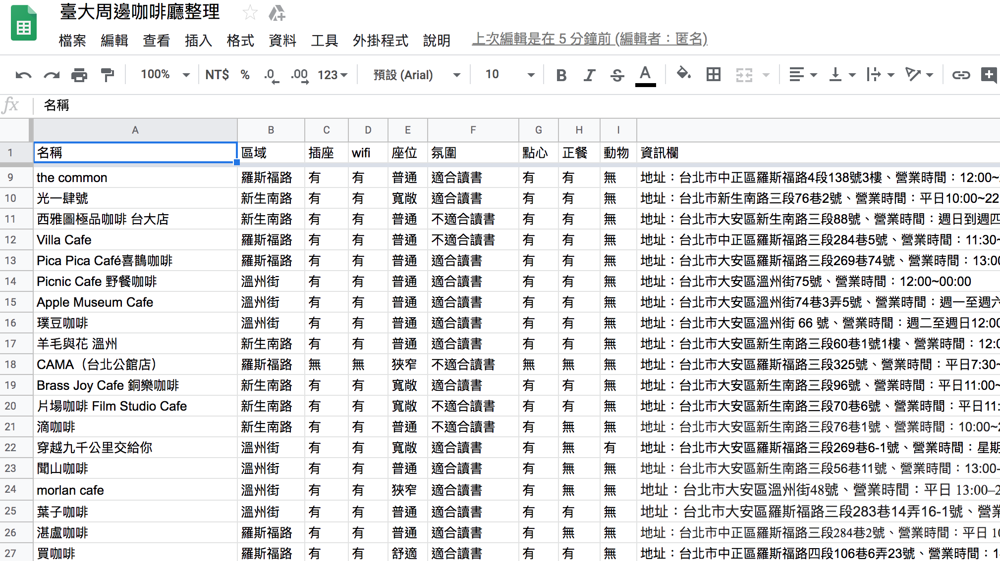 臺大周邊咖啡廳整理
檔案 編輯 查看 插入 格式 資料 工具 外掛程式 說明 上次編輯是在 5 分鐘前 (編輯者：匿名)
100% NT$ % .0 .00 123 預設 (Arial) 10 B I S A
fx 名稱
A B C D E F G H I
1 名稱 區域 插座 wifi 座位 氛圍 點心 正餐 動物 資訊欄
9 the common 羅斯福路 有 有 普通 適合讀書 有 有 無 地址：台北市中正區羅斯福路4段138號3樓、營業時間：12:00~
10 光一肆號 新生南路 有 有 寬敞 適合讀書 有 有 無 地址：台北市新生南路三段76巷2號、營業時間：平日10:00~22
11 西雅圖極品咖啡 台大店 新生南路 有 有 普通 不適合讀書 有 有 無 地址：台北市大安區新生南路三段88號、營業時間：週日到週四
12 Villa Cafe 羅斯福路 有 有 普通 不適合讀書 有 有 無 地址：台北市中正區羅斯福路三段284巷5號、營業時間：11:30~
13 Pica Pica Café喜鵲咖啡 羅斯福路 有 有 普通 適合讀書 有 有 無 地址：台北市大安區羅斯福路三段269巷74號、營業時間：13:00
14 Picnic Cafe 野餐咖啡 溫州街 有 有 普通 適合讀書 有 有 無 地址：台北市大安區溫州街75號、營業時間：12:00~00:00
15 Apple Museum Cafe 溫州街 有 有 普通 適合讀書 有 有 無 地址：台北市大安區溫州街74巷3弄5號、營業時間：週一至週六
16 璞豆咖啡 溫州街 有 有 普通 適合讀書 有 有 無 地址：台北市大安區溫州街 66 號、營業時間：週二至週日12:00
17 羊毛與花 溫州 新生南路 有 有 普通 適合讀書 有 有 無 地址：台北市大安區新生南路三段60巷1號1樓、營業時間：12:0
18 CAMA（台北公館店） 羅斯福路 無 無 狹窄 不適合讀書 無 無 無 地址：台北市大安區羅斯福路三段325號、營業時間：平日7:30~
19 Brass Joy Cafe 銅樂咖啡 新生南路 有 有 寬敞 適合讀書 有 有 無 地址：台北市大安區新生南路三段96號、營業時間：平日11:00~
20 片場咖啡 Film Studio Cafe 新生南路 有 有 寬敞 不適合讀書 有 有 無 地址：台北市大安區新生南路三段70巷6號、營業時間：平日11:
21 滴咖啡 新生南路 有 有 普通 不適合讀書 有 無 無 地址：台北市大安區新生南路三段76巷1號、營業時間：10:00~
22 穿越九千公里交給你 溫州街 有 有 寬敞 適合讀書 有 無 有 地址：台北市大安區羅斯福路三段269巷6-1號、營業時間：星期
23 聞山咖啡 溫州街 有 有 普通 適合讀書 有 無 無 地址：台北市大安區新生南路三段56巷11號、營業時間：13:00-
24 morlan cafe 溫州街 有 有 狹窄 適合讀書 有 無 無 地址：台北市大安區溫州街48號、營業時間：平日 13:00–2
25 葉子咖啡 溫州街 有 有 普通 適合讀書 有 有 無 地址：台北市大安區羅斯福路三段283巷14弄16-1號、營業
26 湛盧咖啡 羅斯福路 有 有 普通 適合讀書 有 無 無 地址：台北市中正區羅斯福路三段284巷2號、營業時間：平日 10
27 買咖啡 羅斯福路 有 有 舒適 適合讀書 有 有 無 地址：台北市中正區羅斯福路四段106巷6弄23號、營業時間：1